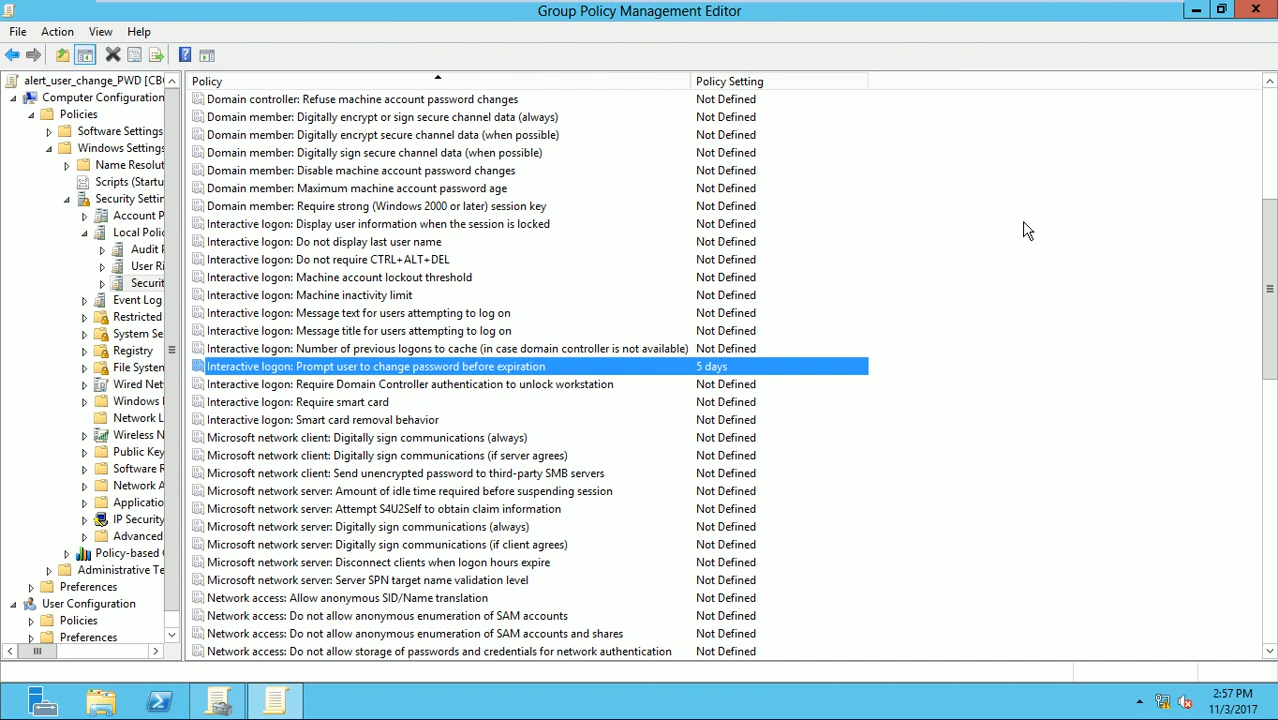 Group Policy Management Editor
File Action View Help
alert_user_change_PWD [CB
Computer Configuration
Policies
Software Settings
Windows Settings
Name Resolut
Scripts (Startu
Security Settin
Account P
Local Polic
Audit P
User Ri
Securit
Event Log
Restricted
System Se
Registry
File System
Wired Net
Windows
Network L
Wireless N
Public Key
Software R
Network A
Applicatio
IP Security
Advanced
Policy-based
Administrative Te
Preferences
User Configuration
Policies
Preferences
Policy Policy Setting
Domain controller: Refuse machine account password changes Not Defined
Domain member: Digitally encrypt or sign secure channel data (always) Not Defined
Domain member: Digitally encrypt secure channel data (when possible) Not Defined
Domain member: Digitally sign secure channel data (when possible) Not Defined
Domain member: Disable machine account password changes Not Defined
Domain member: Maximum machine account password age Not Defined
Domain member: Require strong (Windows 2000 or later) session key Not Defined
Interactive logon: Display user information when the session is locked Not Defined
Interactive logon: Do not display last user name Not Defined
Interactive logon: Do not require CTRL+ALT+DEL Not Defined
Interactive logon: Machine account lockout threshold Not Defined
Interactive logon: Machine inactivity limit Not Defined
Interactive logon: Message text for users attempting to log on Not Defined
Interactive logon: Message title for users attempting to log on Not Defined
Interactive logon: Number of previous logons to cache (in case domain controller is not available) Not Defined
Interactive logon: Prompt user to change password before expiration 5 days
Interactive logon: Require Domain Controller authentication to unlock workstation Not Defined
Interactive logon: Require smart card Not Defined
Interactive logon: Smart card removal behavior Not Defined
Microsoft network client: Digitally sign communications (always) Not Defined
Microsoft network client: Digitally sign communications (if server agrees) Not Defined
Microsoft network client: Send unencrypted password to third-party SMB servers Not Defined
Microsoft network server: Amount of idle time required before suspending session Not Defined
Microsoft network server: Attempt S4U2Self to obtain claim information Not Defined
Microsoft network server: Digitally sign communications (always) Not Defined
Microsoft network server: Digitally sign communications (if client agrees) Not Defined
Microsoft network server: Disconnect clients when logon hours expire Not Defined
Microsoft network server: Server SPN target name validation level Not Defined
Network access: Allow anonymous SID/Name translation Not Defined
Network access: Do not allow anonymous enumeration of SAM accounts Not Defined
Network access: Do not allow anonymous enumeration of SAM accounts and shares Not Defined
Network access: Do not allow storage of passwords and credentials for network authentication Not Defined
2:57 PM
11/3/2017